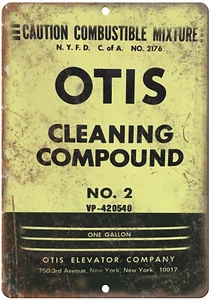 CAUTION COMBUSTIBLE MIXTURE
N.Y.F.D. C. of A. NO. 2176
OTIS
CLEANING
COMPOUND
NO. 2
VP-420540
ONE GALLON
OTIS ELEVATOR COMPANY
750 3rd Avenue, New York, New York 10017